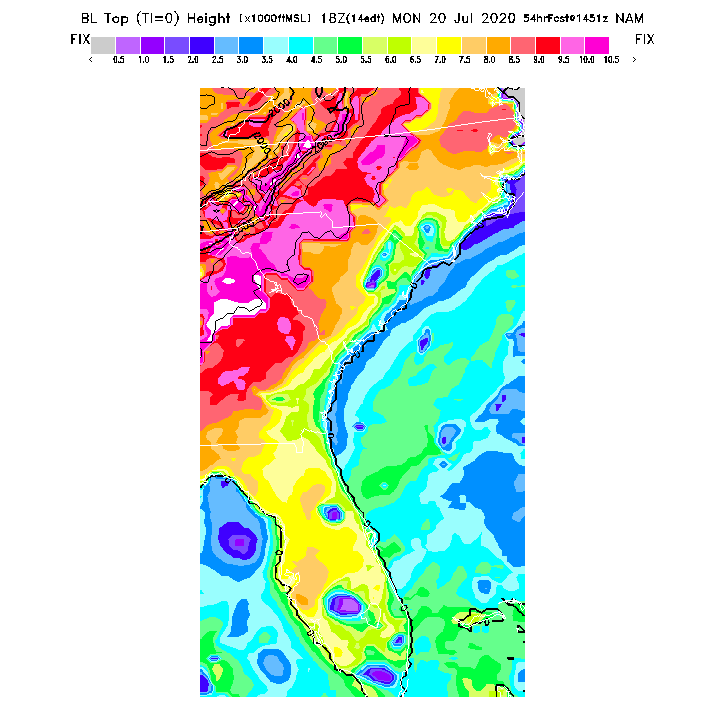 BL Top (TI=0) Height [x1000ftMSL] 18Z(14edt) MON 20 Jul 2020 54hrFcst@1451z NAM
FIX FIX
< 0.5 1.0 1.5 2.0 2.5 3.0 3.5 4.0 4.5 5.0 5.5 6.0 6.5 7.0 7.5 8.0 8.5 9.0 9.5 10.0 10.5 >
2000
2000